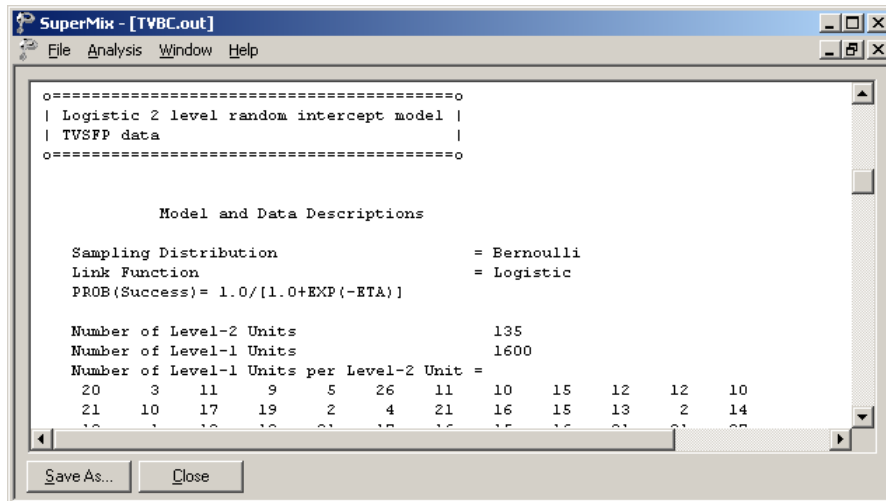 SuperMix - [TVBC.out]
File Analysis Window Help
o==========================================o
| Logistic 2 level random intercept model |
| TVSFP data |
o==========================================o
Model and Data Descriptions
Sampling Distribution = Bernoulli
Link Function = Logistic
PROB(Success)= 1.0/[1.0+EXP(-ETA)]
Number of Level-2 Units 135
Number of Level-1 Units 1600
Number of Level-1 Units per Level-2 Unit =
20 3 11 9 5 26 11 10 15 12 12 10
21 10 17 19 2 4 21 16 15 13 2 14
Save As... Close